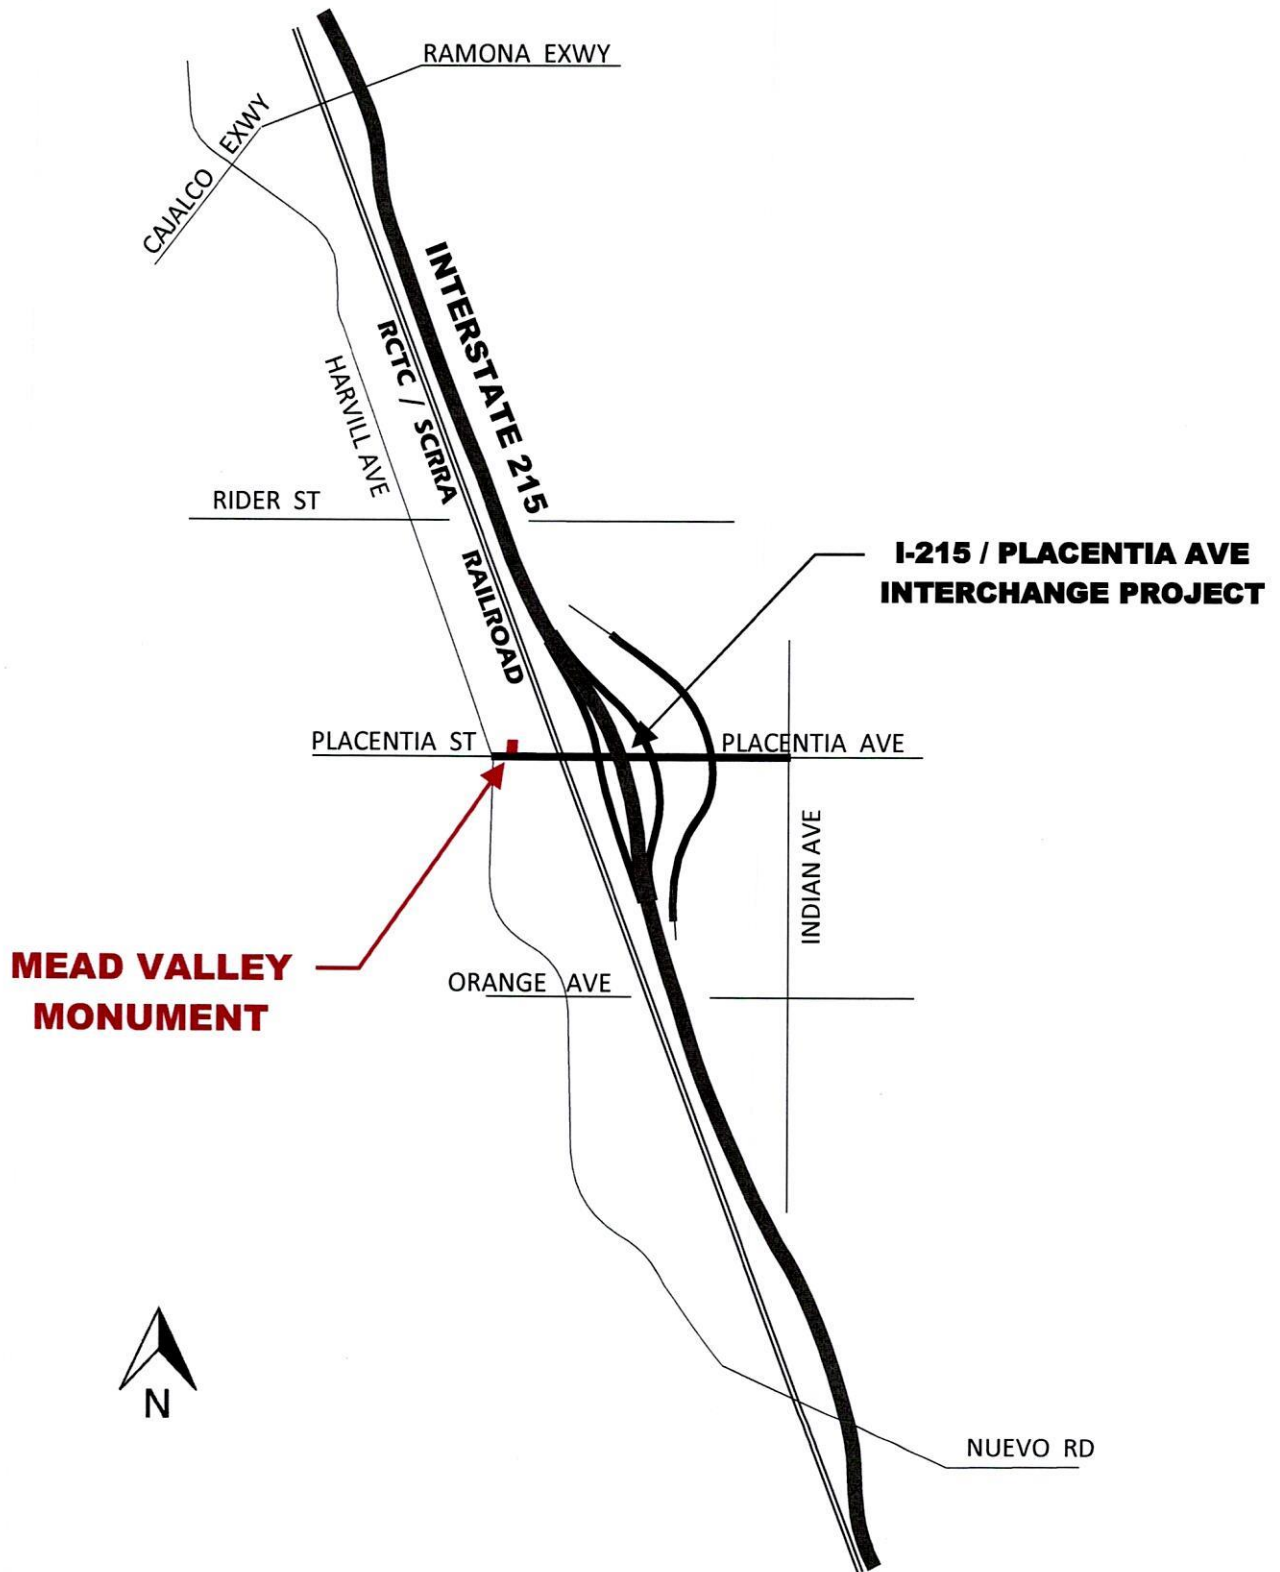 RAMONA EXWY
CAJALCO EXWY
INTERSTATE 215
RCTC / SCRRA RAILROAD
HARVILL AVE
RIDER ST
I-215 / PLACENTIA AVE
INTERCHANGE PROJECT
PLACENTIA ST
PLACENTIA AVE
INDIAN AVE
MEAD VALLEY
MONUMENT
ORANGE AVE
N
NUEVO RD